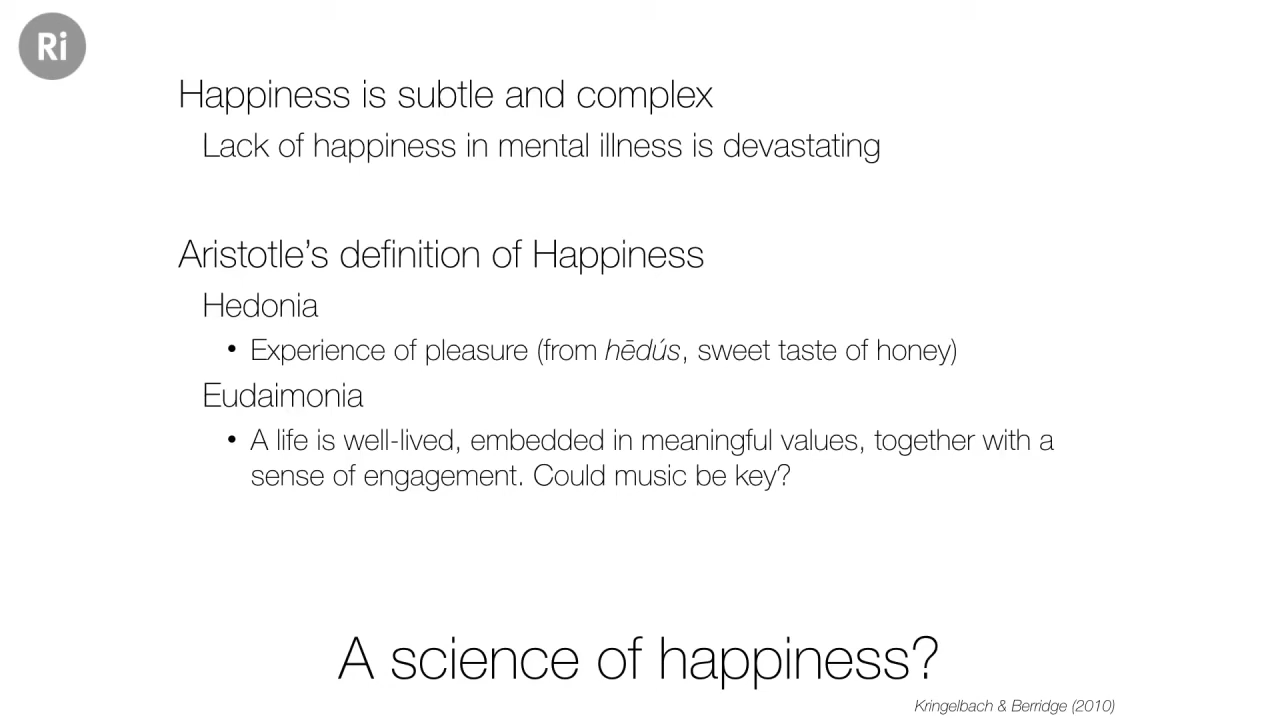 Ri
Happiness is subtle and complex
Lack of happiness in mental illness is devastating
Aristotle’s definition of Happiness
Hedonia
• Experience of pleasure (from hēdús, sweet taste of honey)
Eudaimonia
• A life is well-lived, embedded in meaningful values, together with a
sense of engagement. Could music be key?
A science of happiness?
Kringelbach & Berridge (2010)